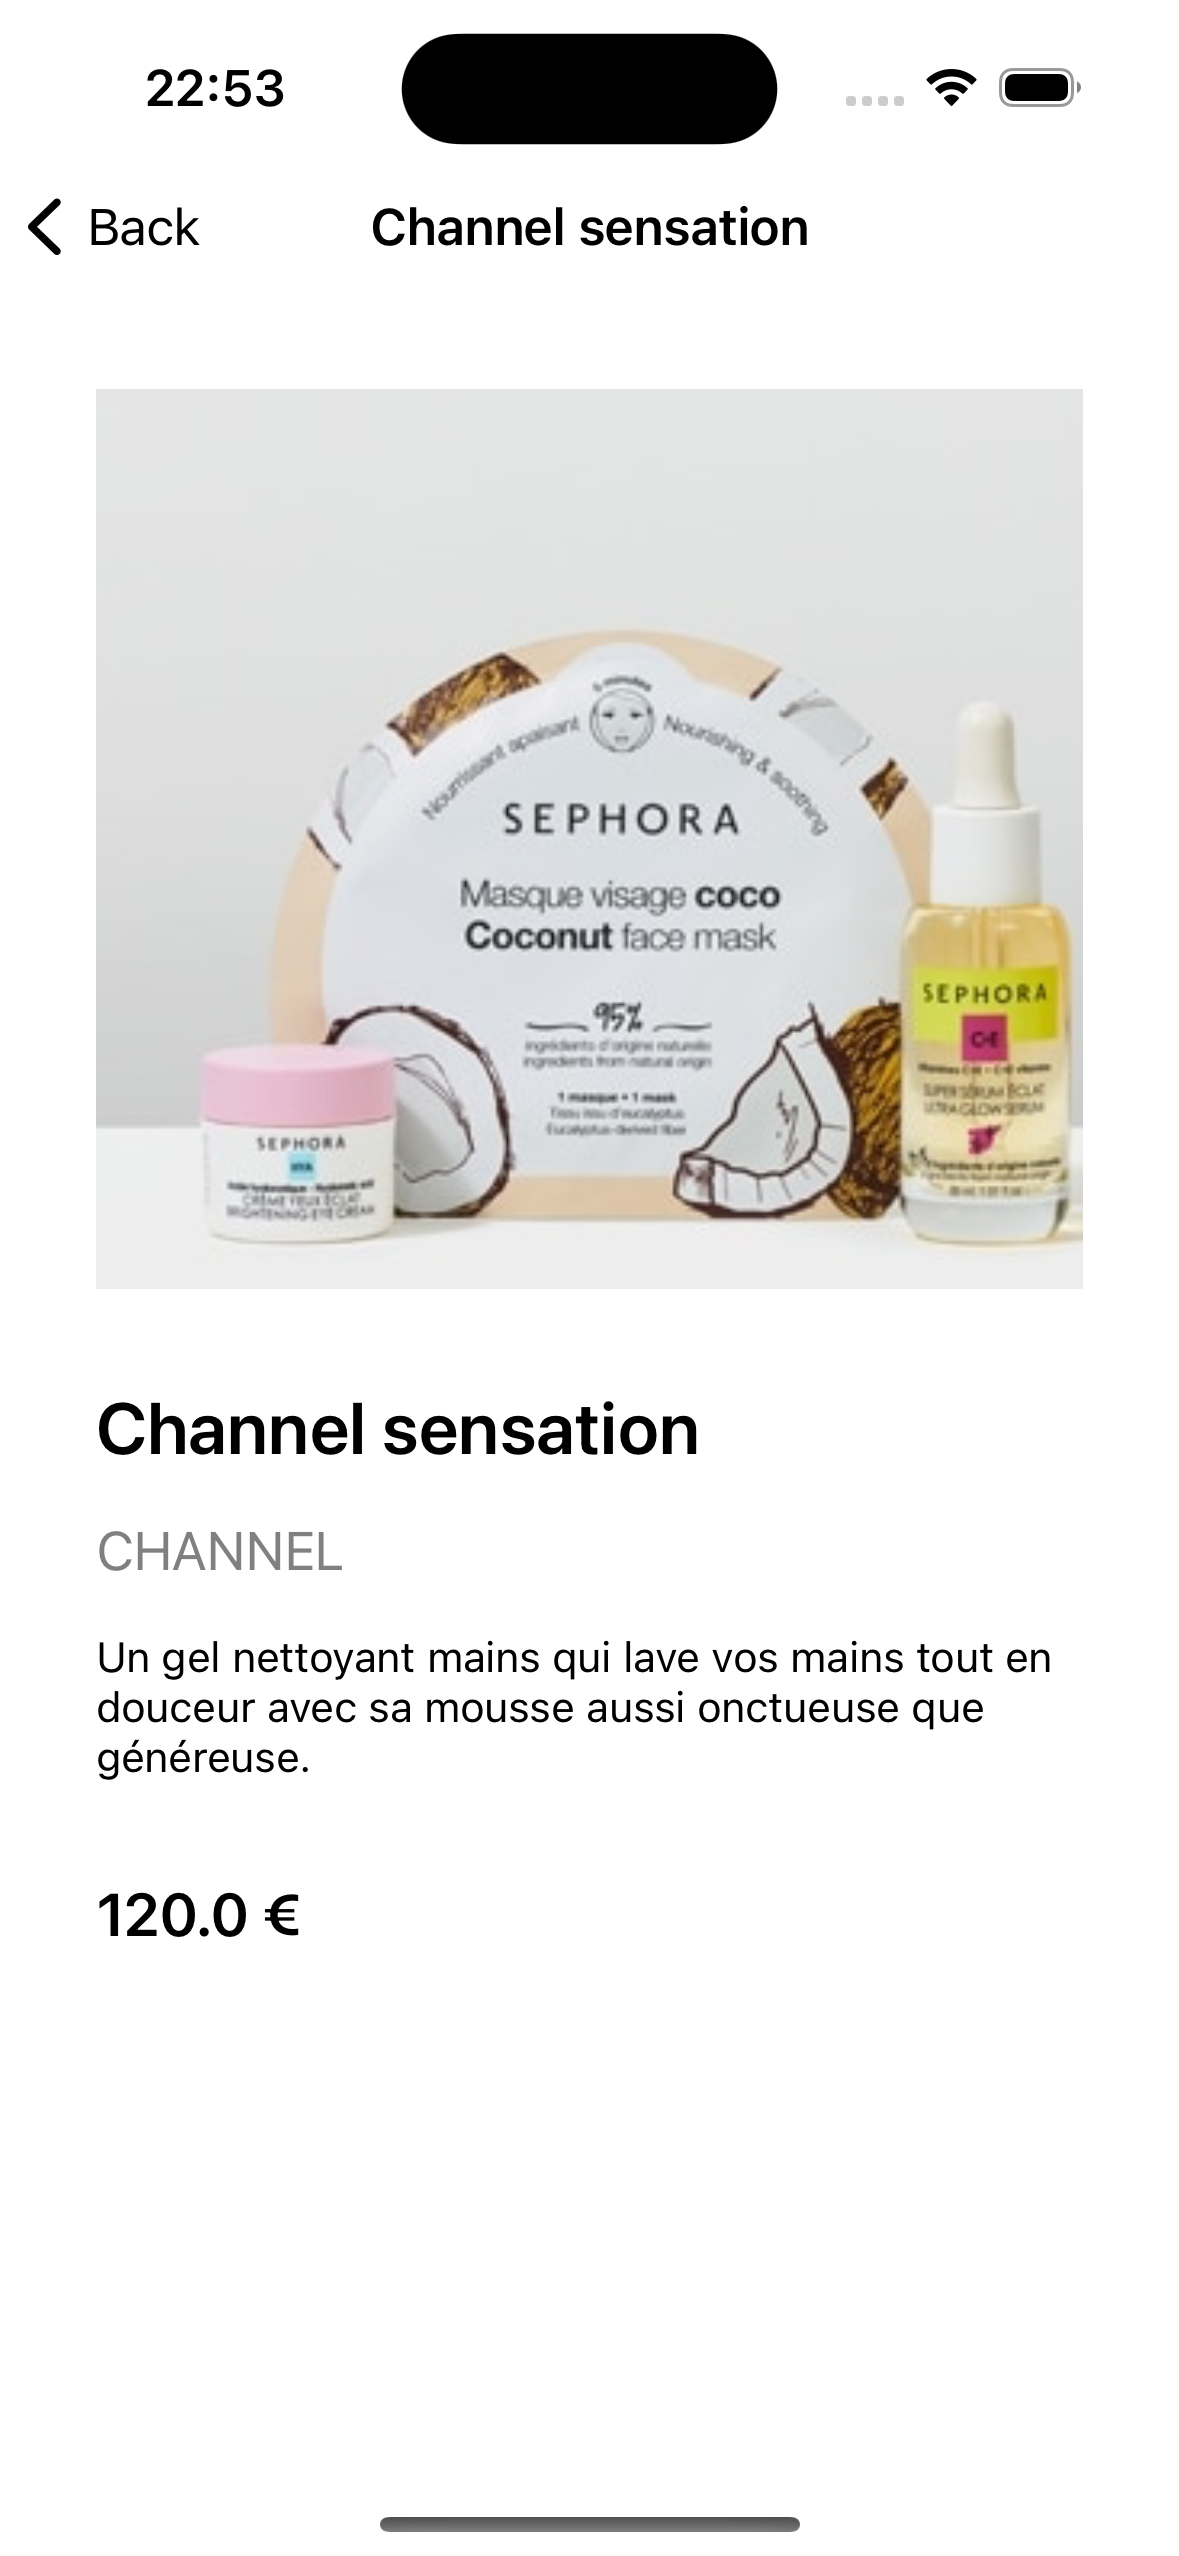 22:53
Back
Channel sensation
5 minutes
Nourrissant apaisant
Nourishing & soothing
SEPHORA
Masque visage coco
Coconut face mask
95%
ingrédients d'origine naturelle
ingredients from natural origin
1 masque • 1 mask
Tissu issu d'eucalyptus
Eucalyptus-derived fiber
SEPHORA
HYA
CRÈME YEUX ÉCLAT
BRIGHTENING EYE CREAM
SEPHORA
C+E
SUPER SÉRUM ÉCLAT
ULTRA GLOW SERUM
Channel sensation
CHANNEL
Un gel nettoyant mains qui lave vos mains tout en
douceur avec sa mousse aussi onctueuse que
généreuse.
120.0 €